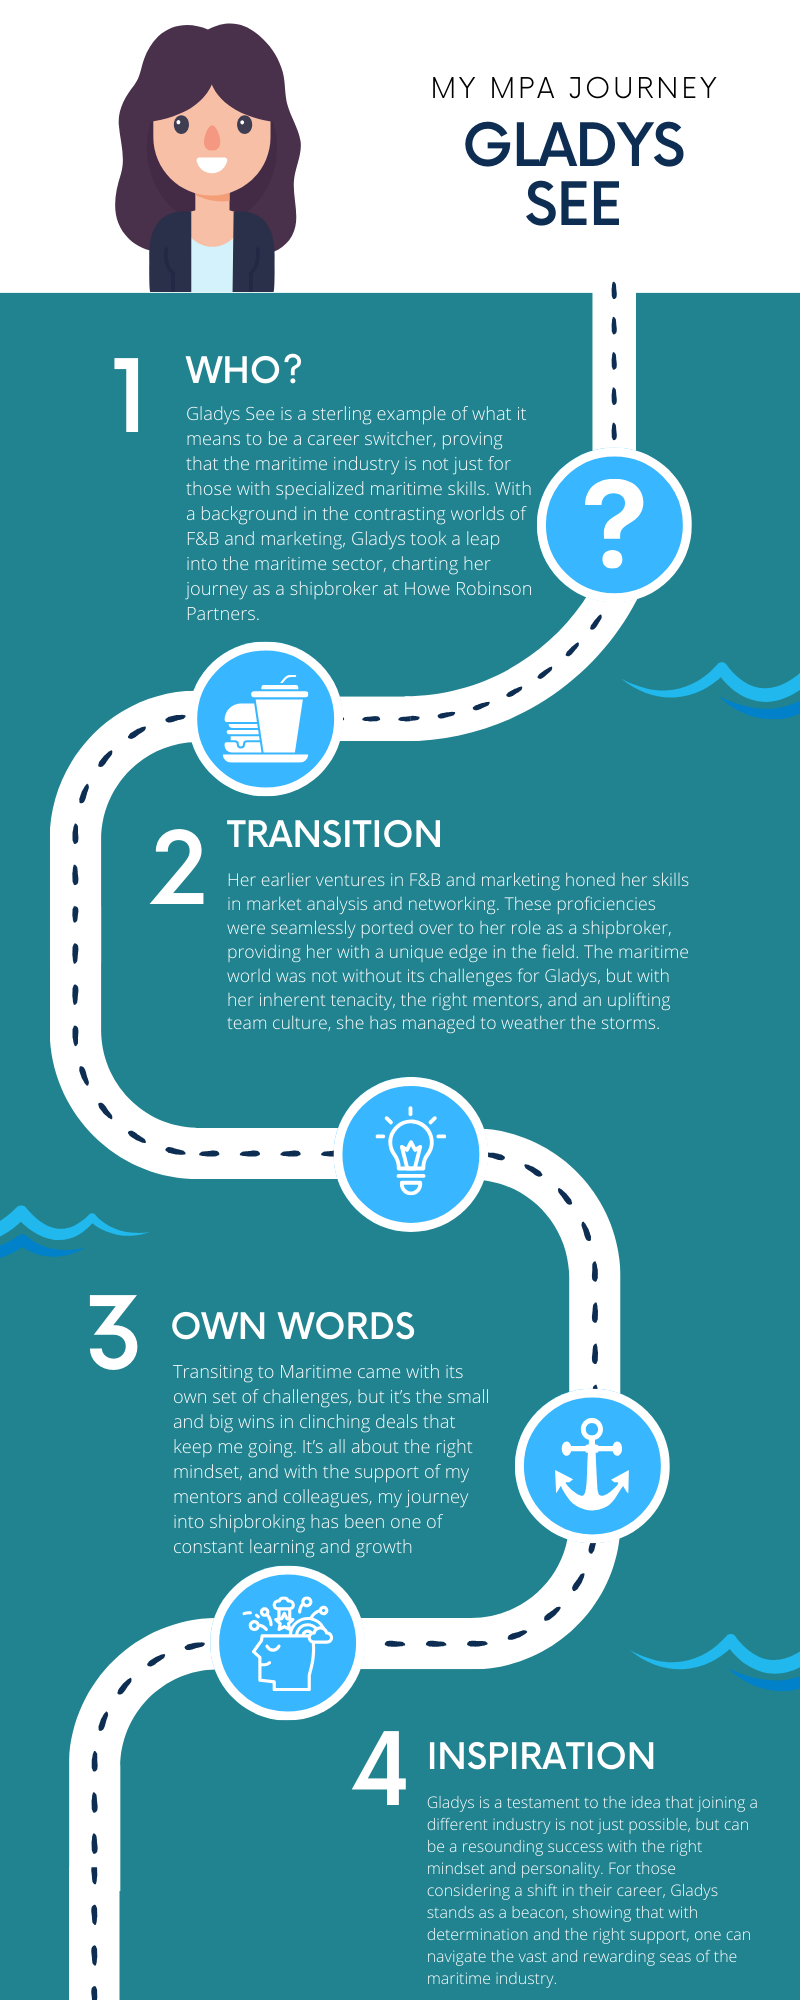 MY MPA JOURNEY
GLADYS
SEE
1
WHO?
Gladys See is a sterling example of what it
means to be a career switcher, proving
that the maritime industry is not just for
those with specialized maritime skills. With
a background in the contrasting worlds of
F&B and marketing, Gladys took a leap
into the maritime sector, charting her
journey as a shipbroker at Howe Robinson
Partners.
?
2
TRANSITION
Her earlier ventures in F&B and marketing honed her skills
in market analysis and networking. These proficiencies
were seamlessly ported over to her role as a shipbroker,
providing her with a unique edge in the field. The maritime
world was not without its challenges for Gladys, but with
her inherent tenacity, the right mentors, and an uplifting
team culture, she has managed to weather the storms.
3
OWN WORDS
Transiting to Maritime came with its
own set of challenges, but it's the small
and big wins in clinching deals that
keep me going. It's all about the right
mindset, and with the support of my
mentors and colleagues, my journey
into shipbroking has been one of
constant learning and growth
4
INSPIRATION
Gladys is a testament to the idea that joining a
different industry is not just possible, but can
be a resounding success with the right
mindset and personality. For those
considering a shift in their career, Gladys
stands as a beacon, showing that with
determination and the right support, one can
navigate the vast and rewarding seas of the
maritime industry.